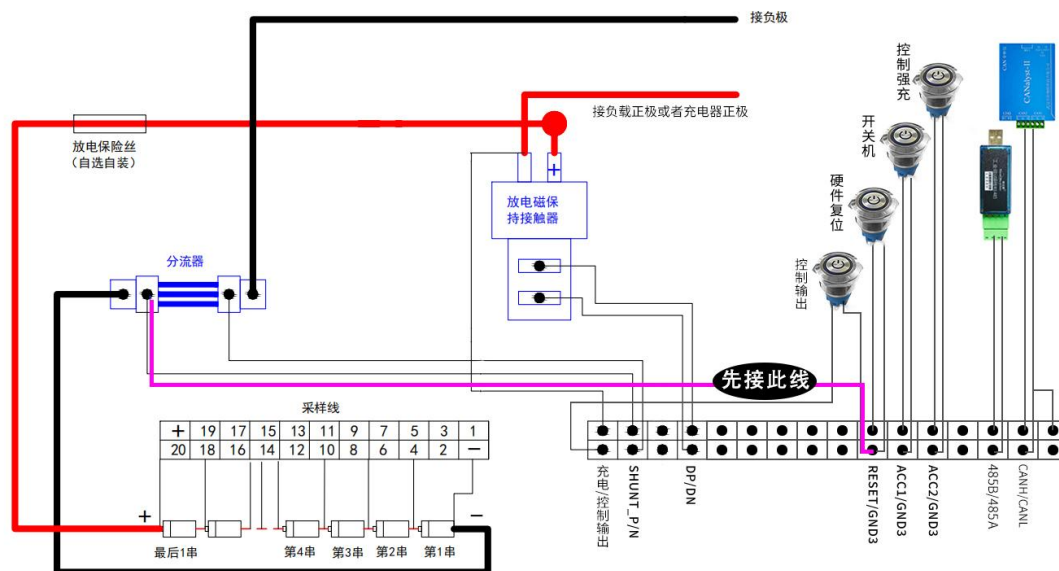 接负极
接负载正极或者充电器正极
放电保险丝
(自选自装)
+
放电磁保
持接触器
分流器
控制强充
开关机
硬件复位
控制输出
CANalyst-II
先接此线
采样线
+ 19 17 15 13 11 9 7 5 3 1
20 18 16 14 12 10 8 6 4 2 —
+
—
最后1串
第4串
第3串
第2串
第1串
充电/控制输出
SHUNT_P/N
DP/DN
RESET/GND3
ACC1/GND3
ACC2/GND3
485B/485A
CANH/CANL